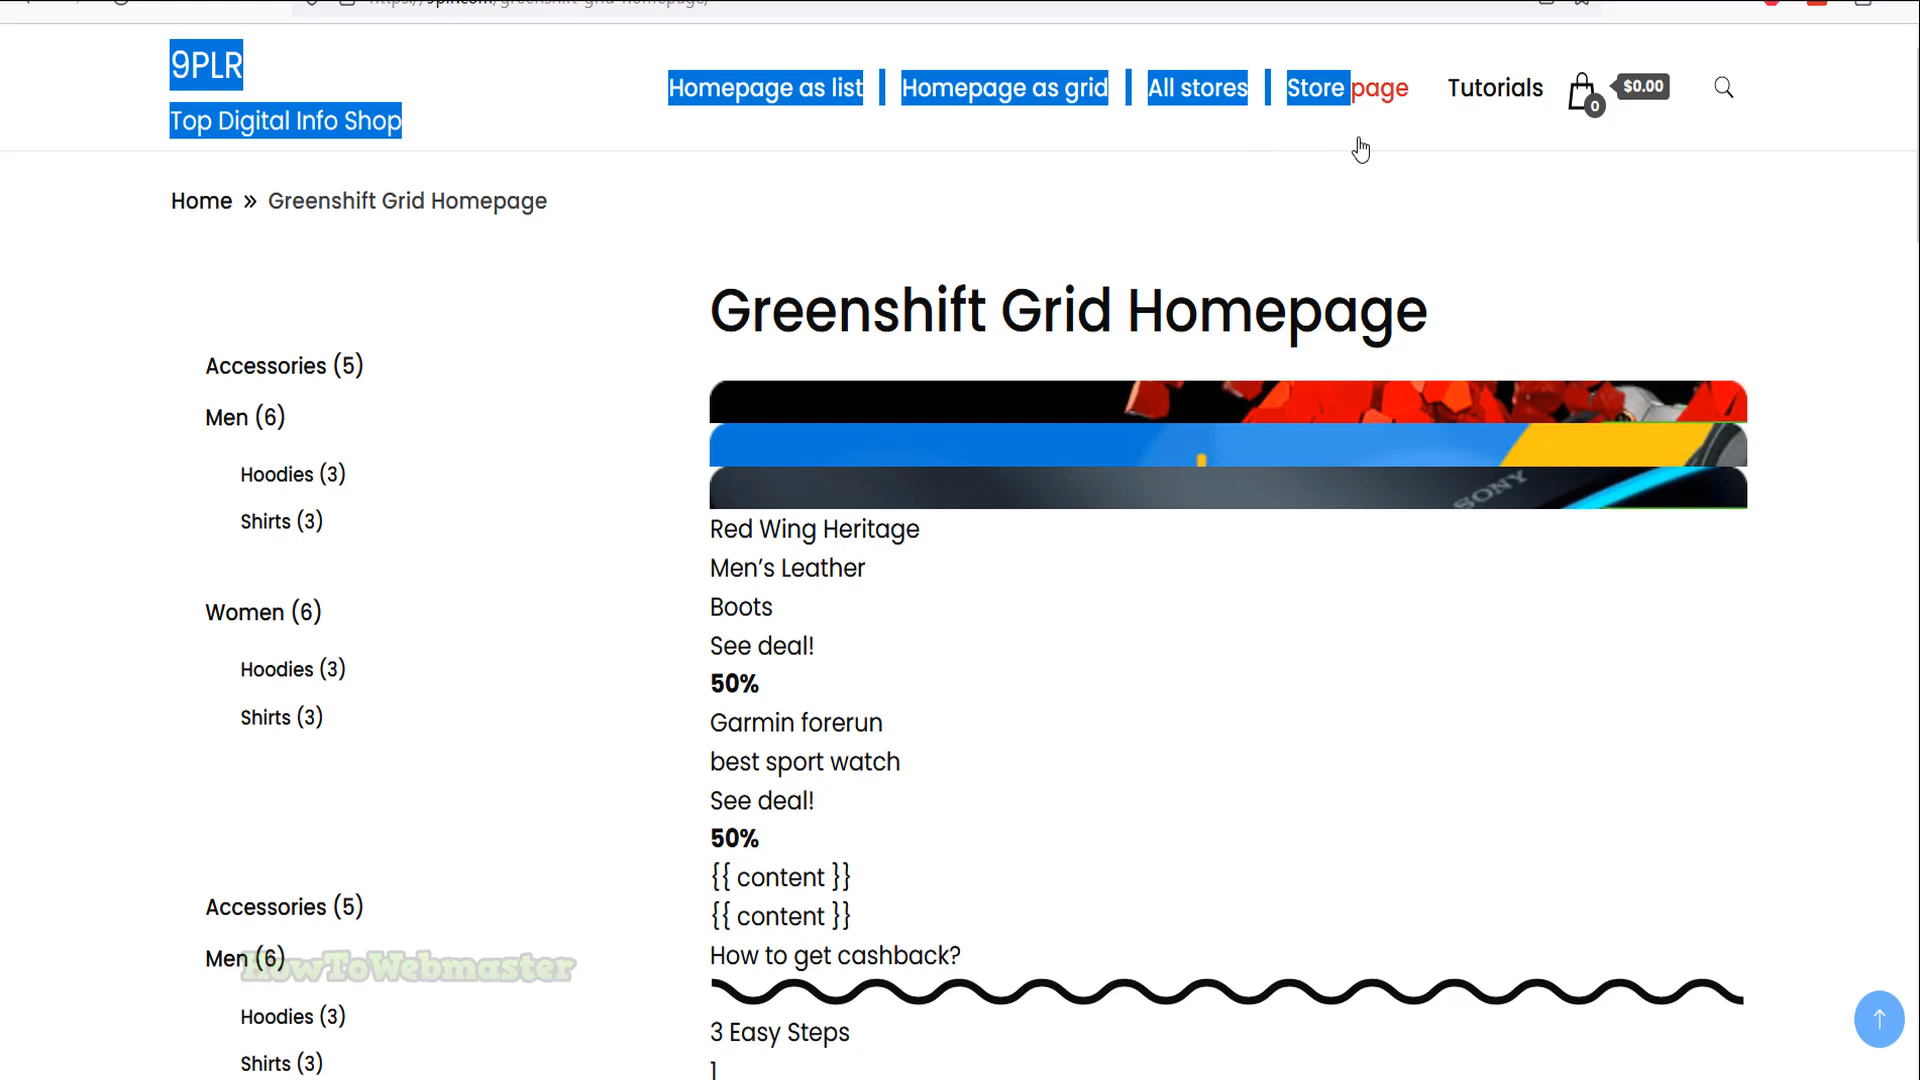 9PLR
Top Digital Info Shop
Homepage as list
Homepage as grid
All stores
Store page
Tutorials
0
$0.00
Home » Greenshift Grid Homepage
Accessories (5)
Men (6)
Hoodies (3)
Shirts (3)
Women (6)
Hoodies (3)
Shirts (3)
Accessories (5)
Men (6)
Hoodies (3)
Shirts (3)
HowToWebmaster
Greenshift Grid Homepage
SONY
Red Wing Heritage
Men’s Leather
Boots
See deal!
50%
Garmin forerun
best sport watch
See deal!
50%
{{ content }}
{{ content }}
How to get cashback?
3 Easy Steps
1